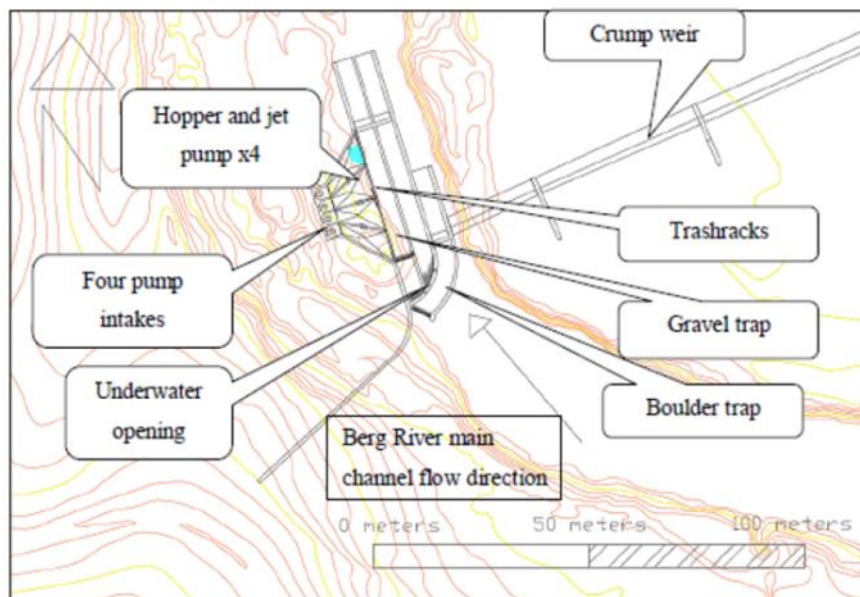 Crump weir
Hopper and jet
pump x4
Trashracks
Four pump
intakes
Gravel trap
Underwater
opening
Boulder trap
Berg River main
channel flow direction
0 meters 50 meters 100 meters